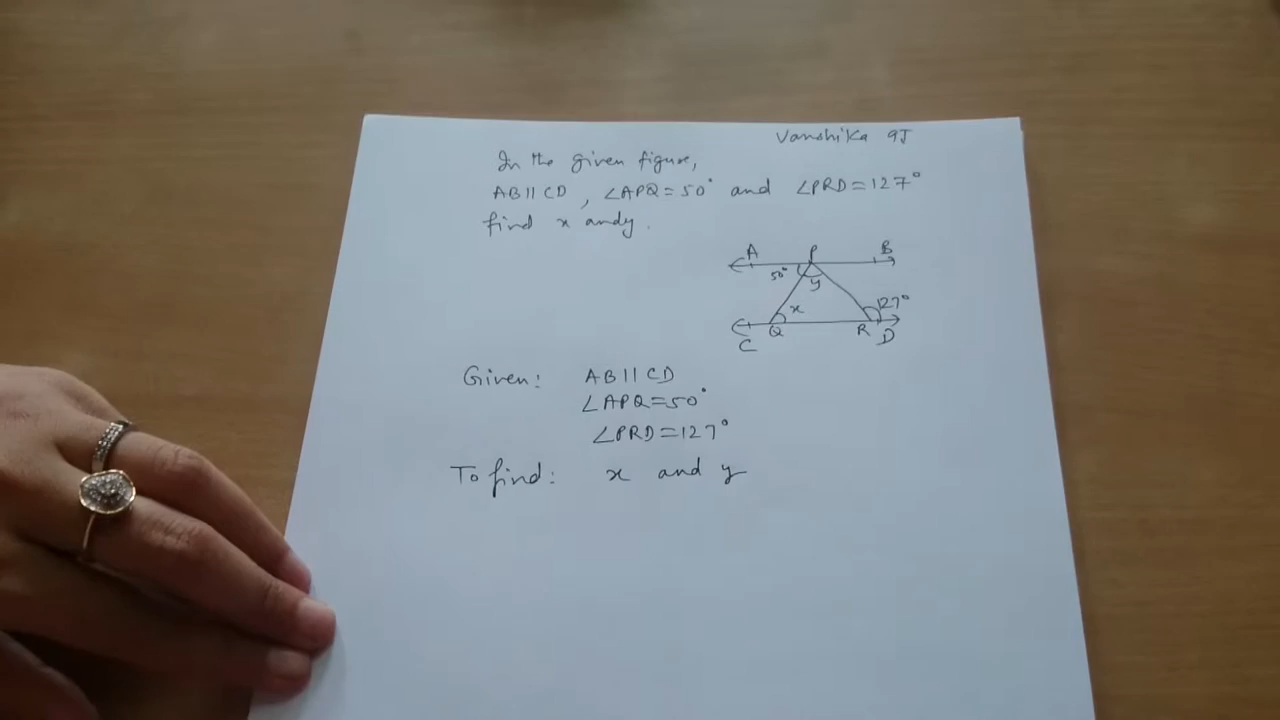 Vanshika 9J
In the given figure,
AB || CD , ∠APQ = 50° and ∠PRD = 127°
find x and y.
A P B
50° y
x 127°
Q R D
C
Given: AB || CD
∠APQ = 50°
∠PRD = 127°
To find: x and y